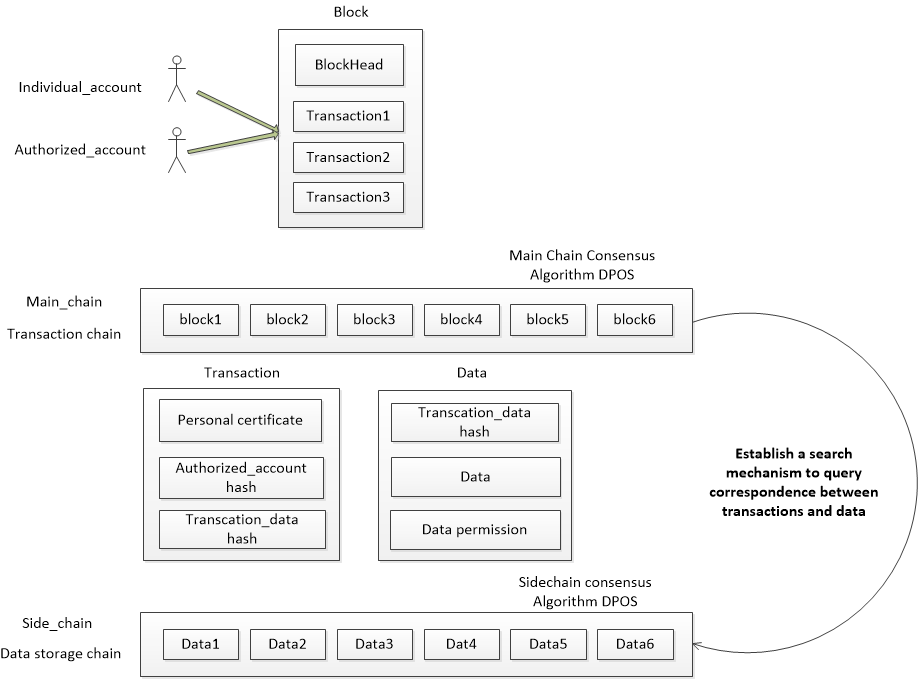 Block
BlockHead
Individual_account
Transaction1
Authorized_account
Transaction2
Transaction3
Main Chain Consensus
Algorithm DPOS
Main_chain
Transaction chain
block1
block2
block3
block4
block5
block6
Transaction
Personal certificate
Authorized_account
hash
Transcation_data
hash
Data
Transcation_data
hash
Data
Data permission
Establish a search
mechanism to query
correspondence between
transactions and data
Sidechain consensus
Algorithm DPOS
Side_chain
Data storage chain
Data1
Data2
Data3
Dat4
Data5
Data6